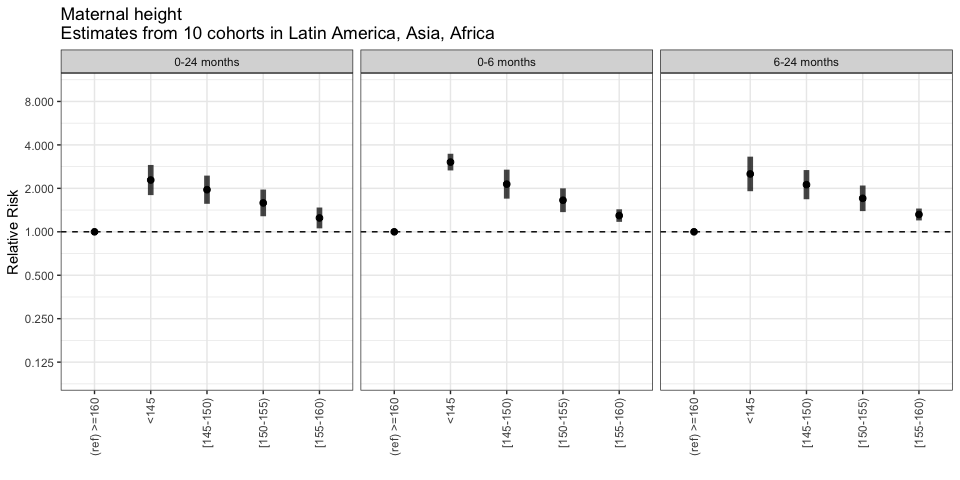 Maternal height
Estimates from 10 cohorts in Latin America, Asia, Africa
0-24 months
0-6 months
6-24 months
Relative Risk
8.000
4.000
2.000
1.000
0.500
0.250
0.125
(ref) >=160
<145
[145-150)
[150-155)
[155-160)
(ref) >=160
<145
[145-150)
[150-155)
[155-160)
(ref) >=160
<145
[145-150)
[150-155)
[155-160)